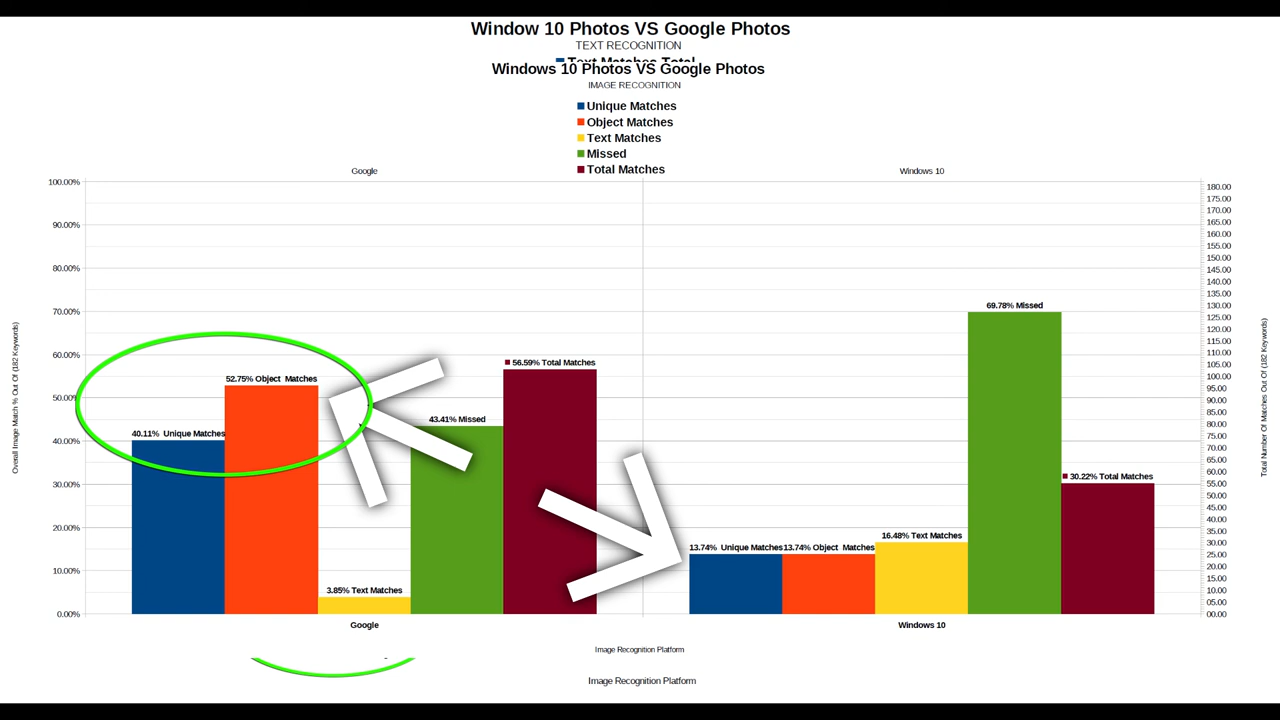 Window 10 Photos VS Google Photos
TEXT RECOGNITION
Text Matches Total
Windows 10 Photos VS Google Photos
IMAGE RECOGNITION
Unique Matches
Object Matches
Text Matches
Missed
Total Matches
Google
Windows 10
100.00%
90.00%
80.00%
70.00%
60.00%
50.00%
40.00%
30.00%
20.00%
10.00%
0.00%
Overall Image Match % Out Of (182 Keywords)
40.11% Unique Matches
52.75% Object Matches
3.85% Text Matches
43.41% Missed
56.59% Total Matches
13.74% Unique Matches
13.74% Object Matches
16.48% Text Matches
69.78% Missed
30.22% Total Matches
180.00
175.00
170.00
165.00
160.00
155.00
150.00
145.00
140.00
135.00
130.00
125.00
120.00
115.00
110.00
105.00
100.00
95.00
90.00
85.00
80.00
75.00
70.00
65.00
60.00
55.00
50.00
45.00
40.00
35.00
30.00
25.00
20.00
15.00
10.00
05.00
00.00
Total Number Of Matches Out Of (182 Keywords)
Google
Windows 10
Image Recognition Platform
Image Recognition Platform